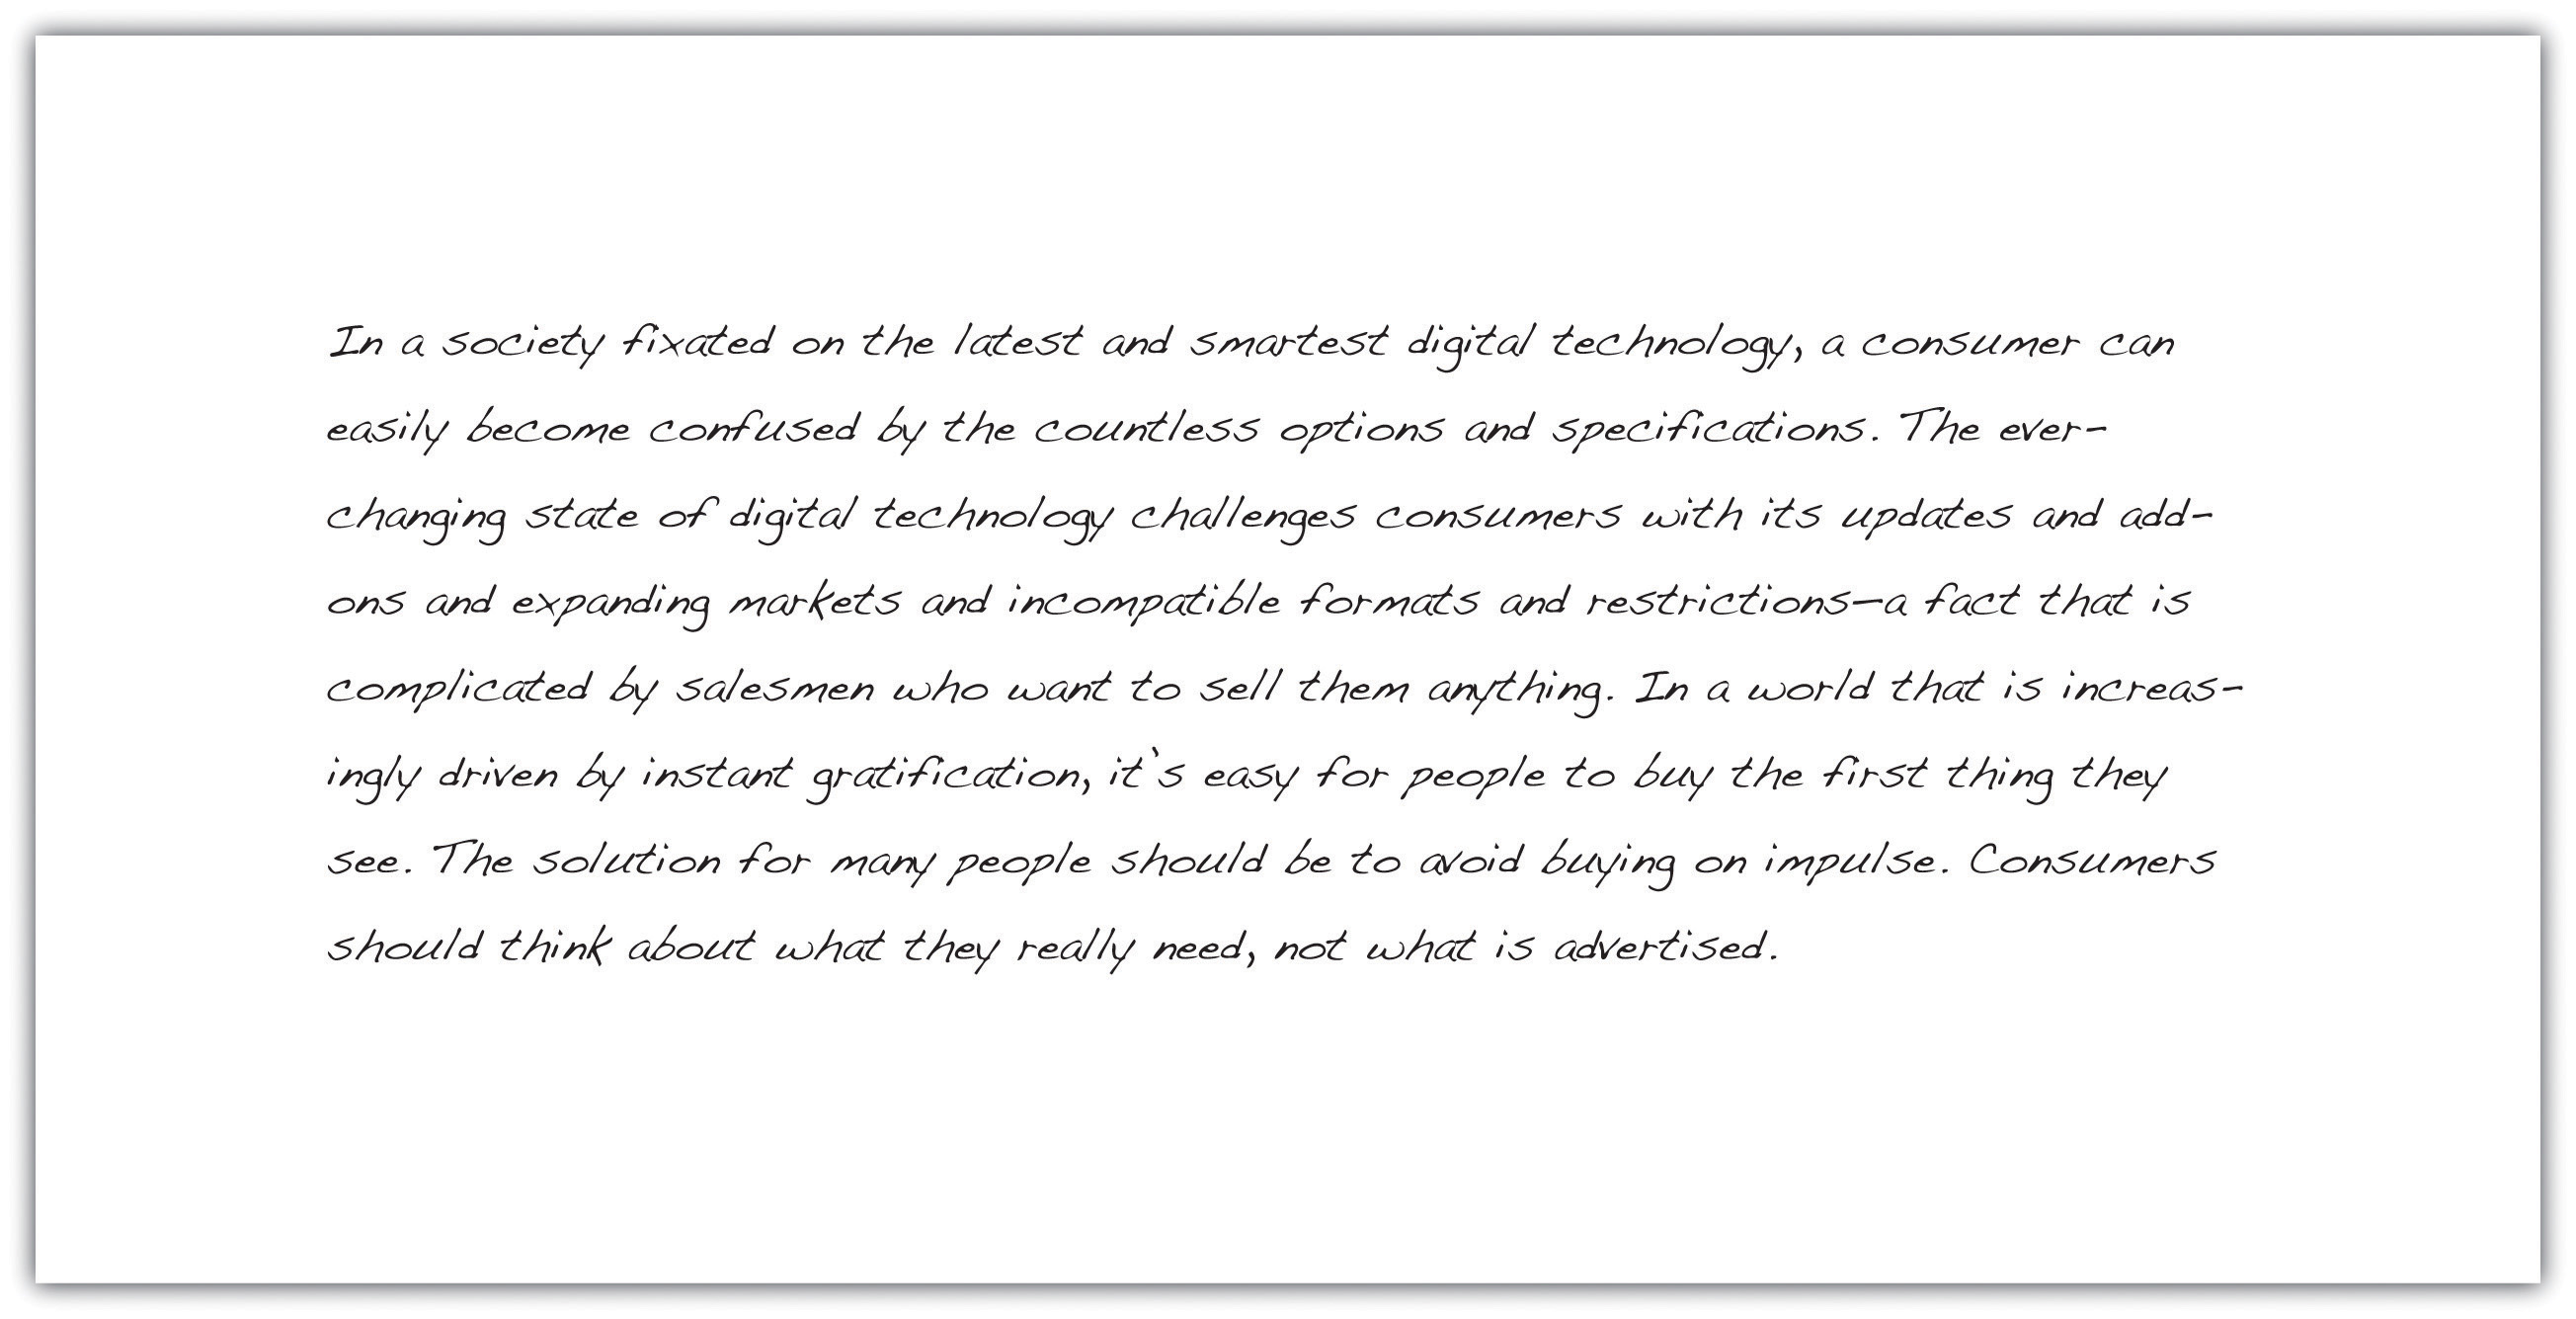 In a society fixated on the latest and smartest digital technology, a consumer can
easily become confused by the countless options and specifications. The ever-
changing state of digital technology challenges consumers with its updates and add-
ons and expanding markets and incompatible formats and restrictions—a fact that is
complicated by salesmen who want to sell them anything. In a world that is increas-
ingly driven by instant gratification, it's easy for people to buy the first thing they
see. The solution for many people should be to avoid buying on impulse. Consumers
should think about what they really need, not what is advertised.